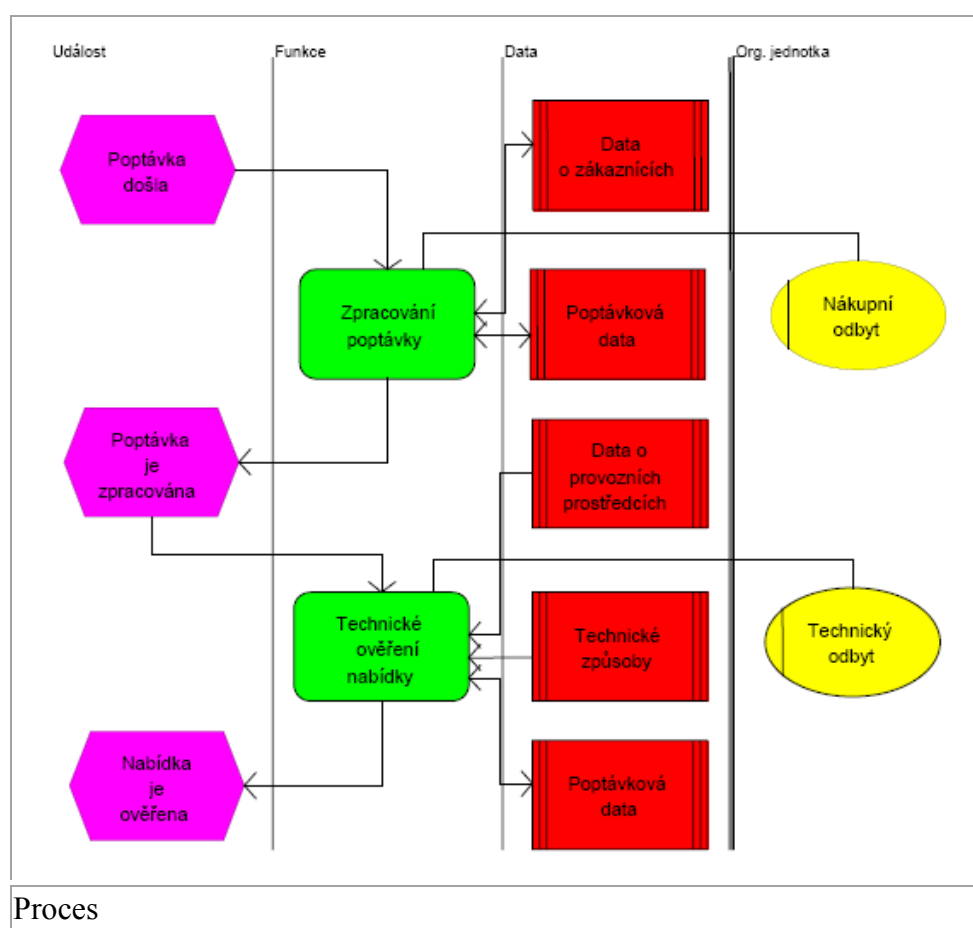 Událost
Funkce
Data
Org. jednotka
Poptávka
došla
Data
o zákaznících
Zpracování
poptávky
Poptávková
data
Nákupní
odbyt
Poptávka
je
zpracována
Data o
provozních
prostředcích
Technické
ověření
nabídky
Technické
způsoby
Technický
odbyt
Nabídka
je
ověřena
Poptávková
data
Proces